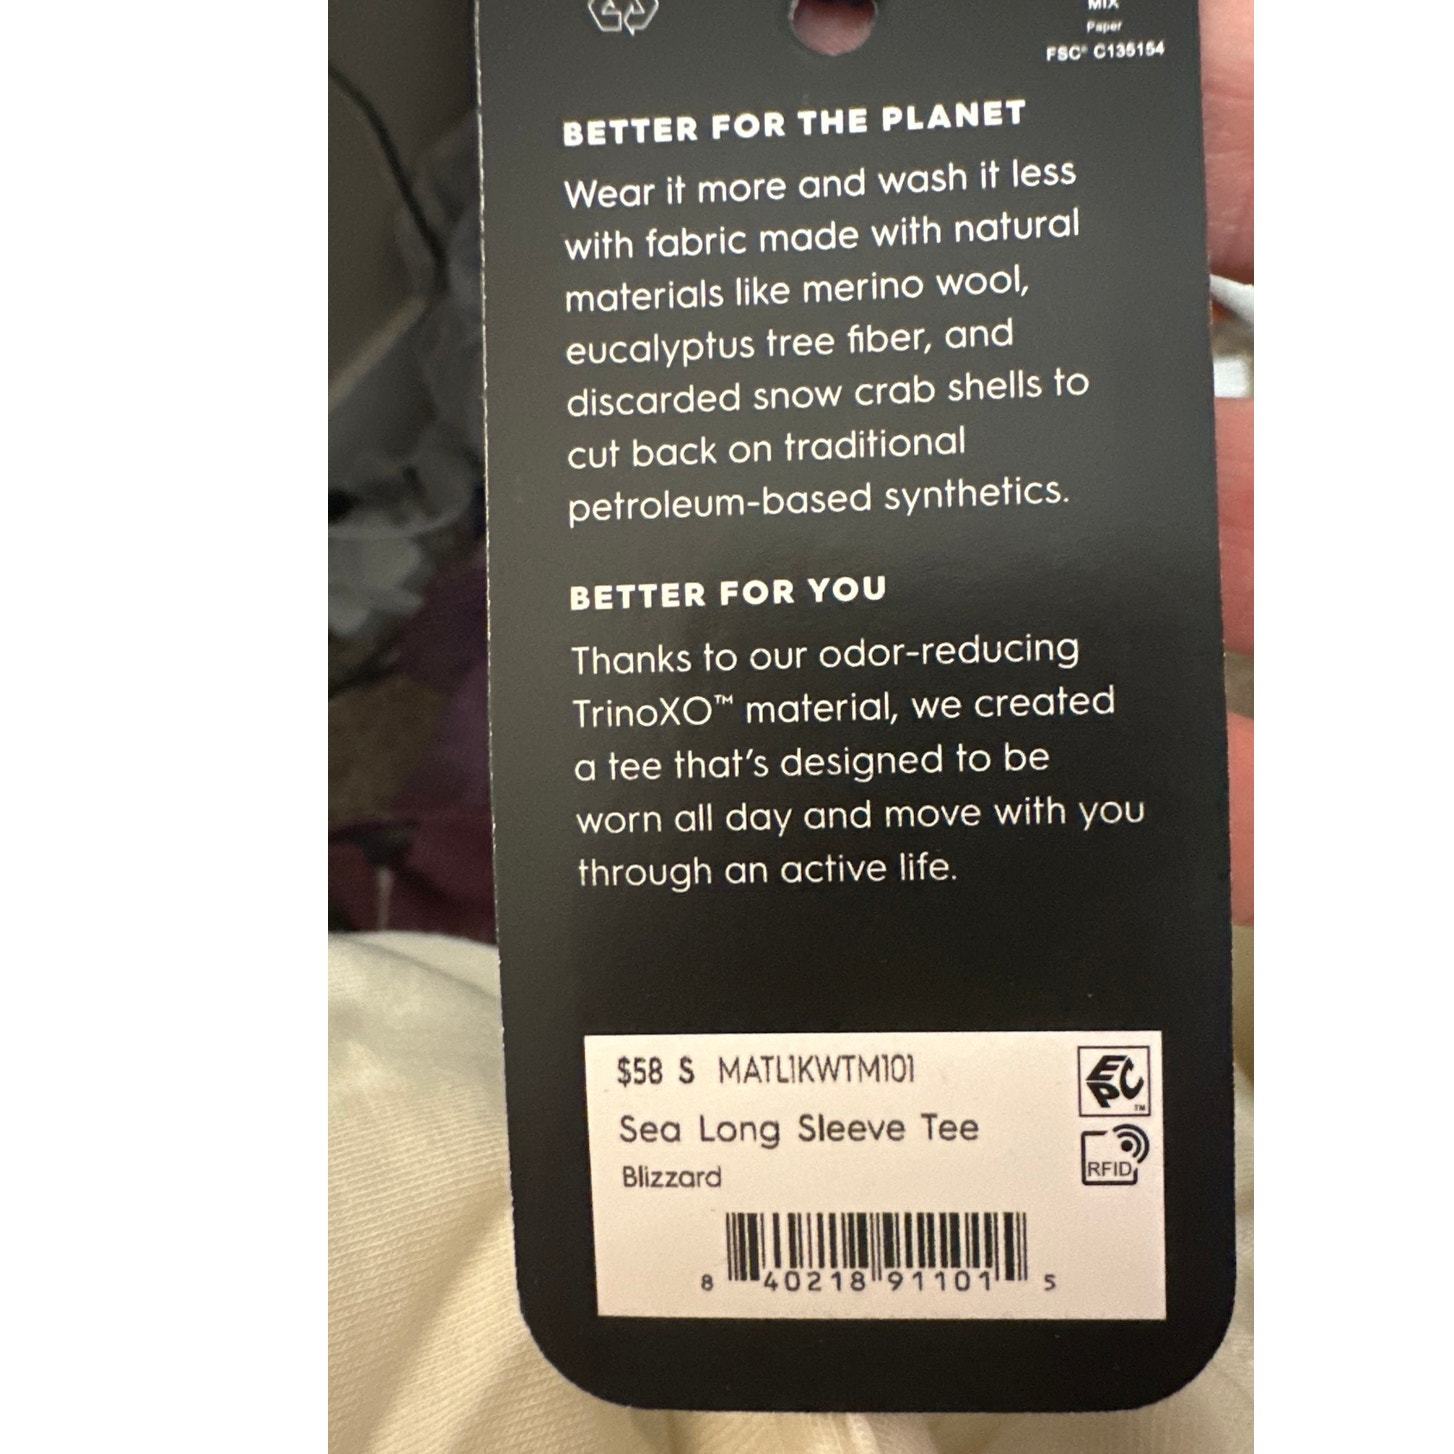 MIX
Paper
FSC® C135154
BETTER FOR THE PLANET
Wear it more and wash it less
with fabric made with natural
materials like merino wool,
eucalyptus tree fiber, and
discarded snow crab shells to
cut back on traditional
petroleum-based synthetics.
BETTER FOR YOU
Thanks to our odor-reducing
TrinoXO™ material, we created
a tee that's designed to be
worn all day and move with you
through an active life.
$58 S MATL1KWTM101
EPC™
Sea Long Sleeve Tee
RFID
Blizzard
8 40218 91101 5